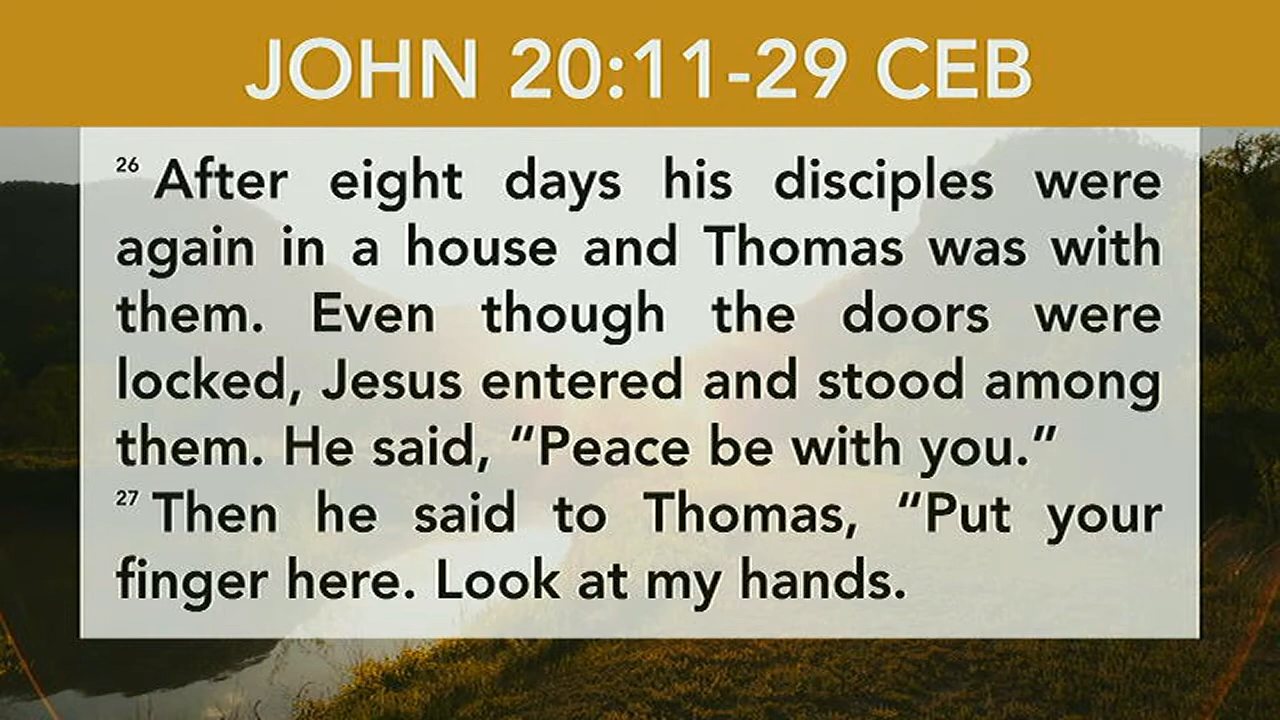 JOHN 20:11-29 CEB
26 After eight days his disciples were
again in a house and Thomas was with
them. Even though the doors were
locked, Jesus entered and stood among
them. He said, “Peace be with you.”
27 Then he said to Thomas, “Put your
finger here. Look at my hands.